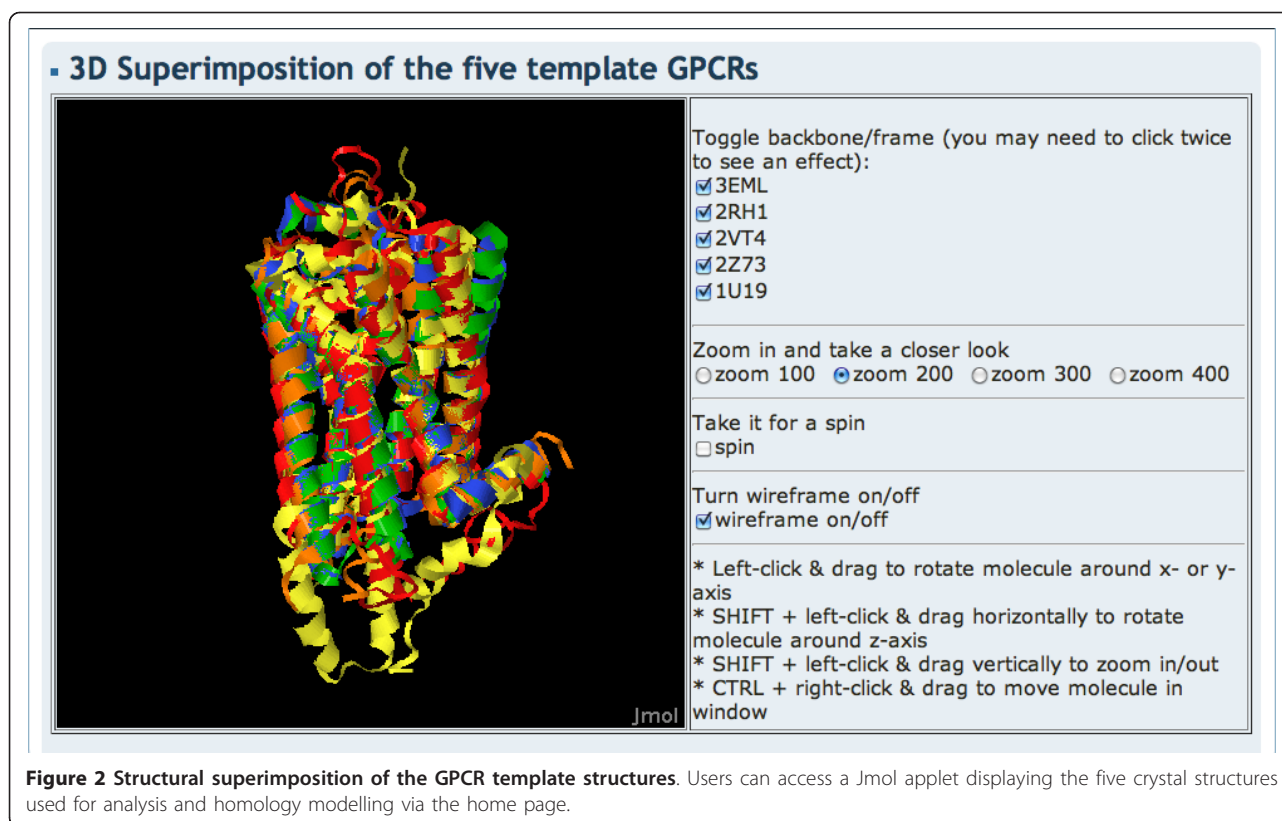 ▪ 3D Superimposition of the five template GPCRs
Toggle backbone/frame (you may need to click twice
to see an effect):
3EML
2RH1
2VT4
2Z73
1U19
Zoom in and take a closer look
zoom 100 zoom 200 zoom 300 zoom 400
Take it for a spin
spin
Turn wireframe on/off
wireframe on/off
* Left-click & drag to rotate molecule around x- or y-
axis
* SHIFT + left-click & drag horizontally to rotate
molecule around z-axis
* SHIFT + left-click & drag vertically to zoom in/out
* CTRL + right-click & drag to move molecule in
window
Jmol
Figure 2 Structural superimposition of the GPCR template structures. Users can access a Jmol applet displaying the five crystal structures
used for analysis and homology modelling via the home page.